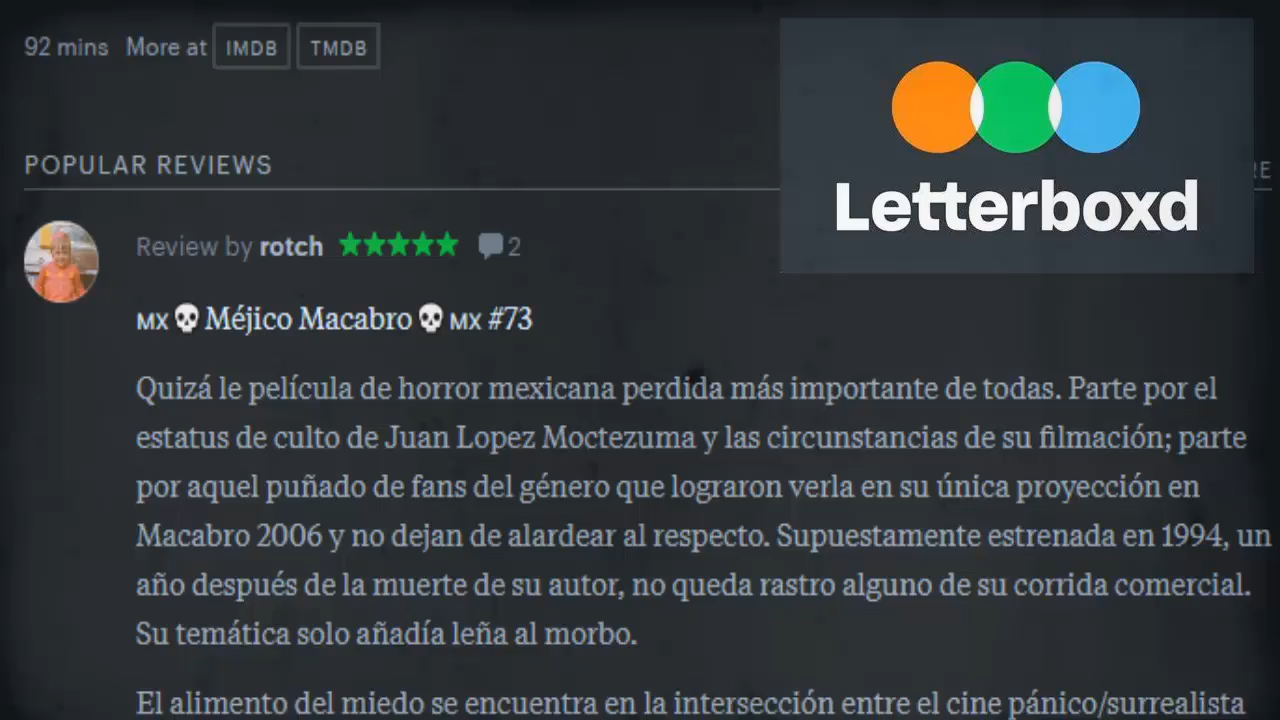 92 mins More at IMDB TMDB
Letterboxd
POPULAR REVIEWS
Review by rotch ★★★★★ 2
MX💀Méjico Macabro💀MX #73
Quizá le película de horror mexicana perdida más importante de todas. Parte por el
estatus de culto de Juan Lopez Moctezuma y las circunstancias de su filmación; parte
por aquel puñado de fans del género que lograron verla en su única proyección en
Macabro 2006 y no dejan de alardear al respecto. Supuestamente estrenada en 1994, un
año después de la muerte de su autor, no queda rastro alguno de su corrida comercial.
Su temática solo añadía leña al morbo.
El alimento del miedo se encuentra en la intersección entre el cine pánico/surrealista